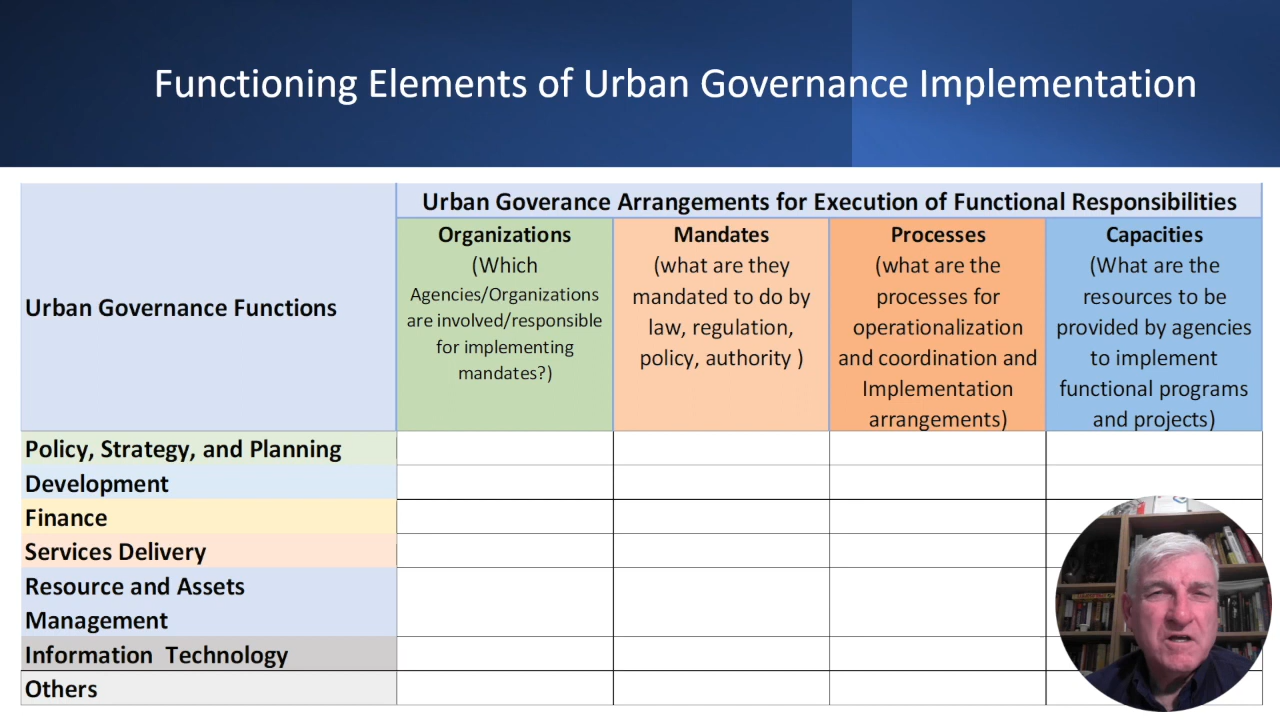 Functioning Elements of Urban Governance Implementation
Urban Goverance Arrangements for Execution of Functional Responsibilities
Urban Governance Functions
Organizations
(Which
Agencies/Organizations
are involved/responsible
for implementing
mandates?)
Mandates
(what are they
mandated to do by
law, regulation,
policy, authority )
Processes
(what are the
processes for
operationalization
and coordination and
Implementation
arrangements)
Capacities
(What are the
resources to be
provided by agencies
to implement
functional programs
and projects)
Policy, Strategy, and Planning
Development
Finance
Services Delivery
Resource and Assets
Management
Information Technology
Others